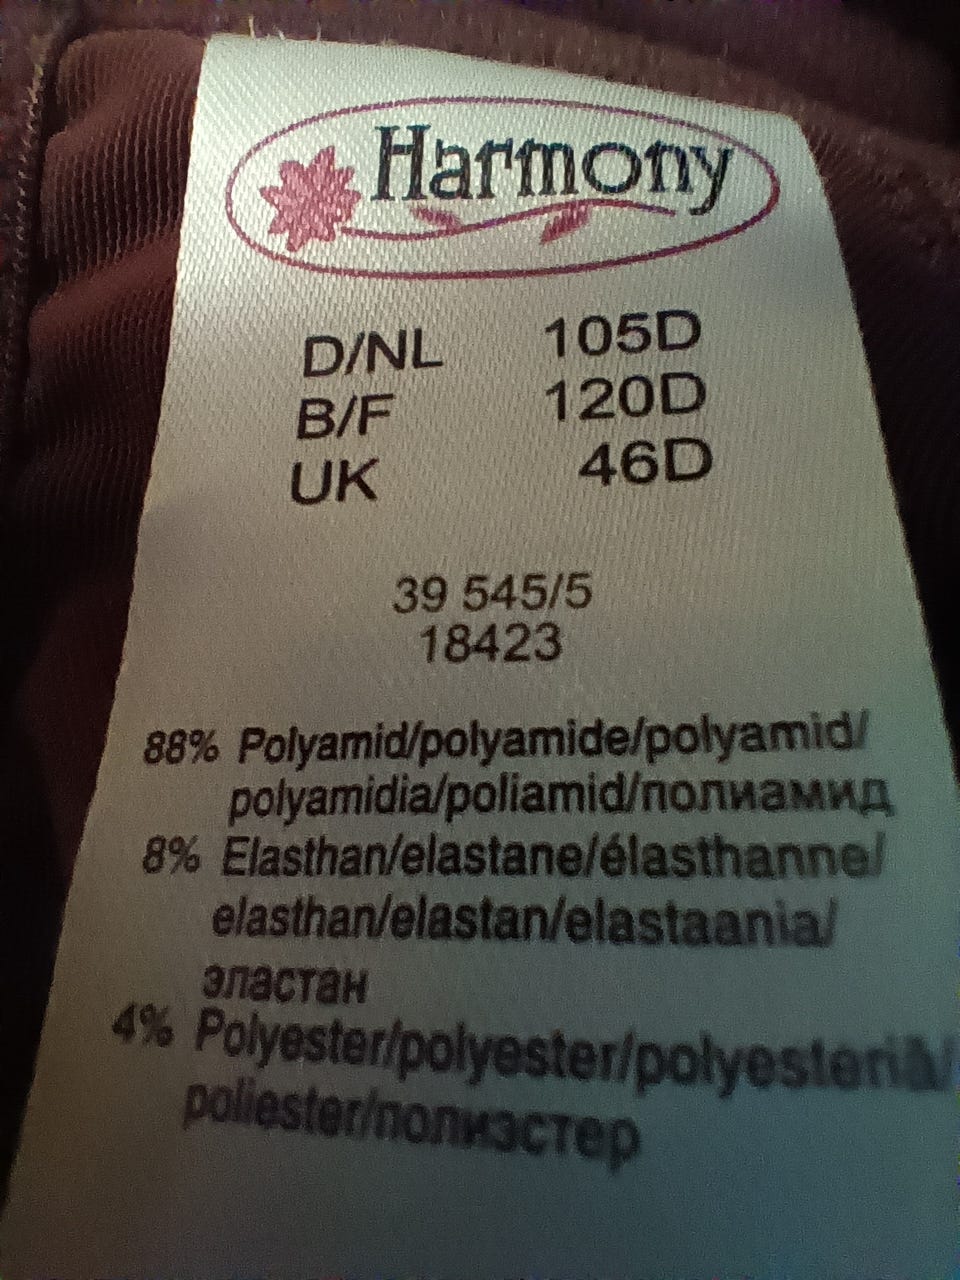 Harmony
D/NL 105D
B/F 120D
UK 46D
39 545/5
18423
88% Polyamid/polyamide/polyamid/
polyamidia/poliamid/полиамид
8% Elasthan/elastane/élasthanne/
elasthan/elastan/elastaania/
эластан
4% Polyester/polyester/polyesteriä/
poliester/полиэстер